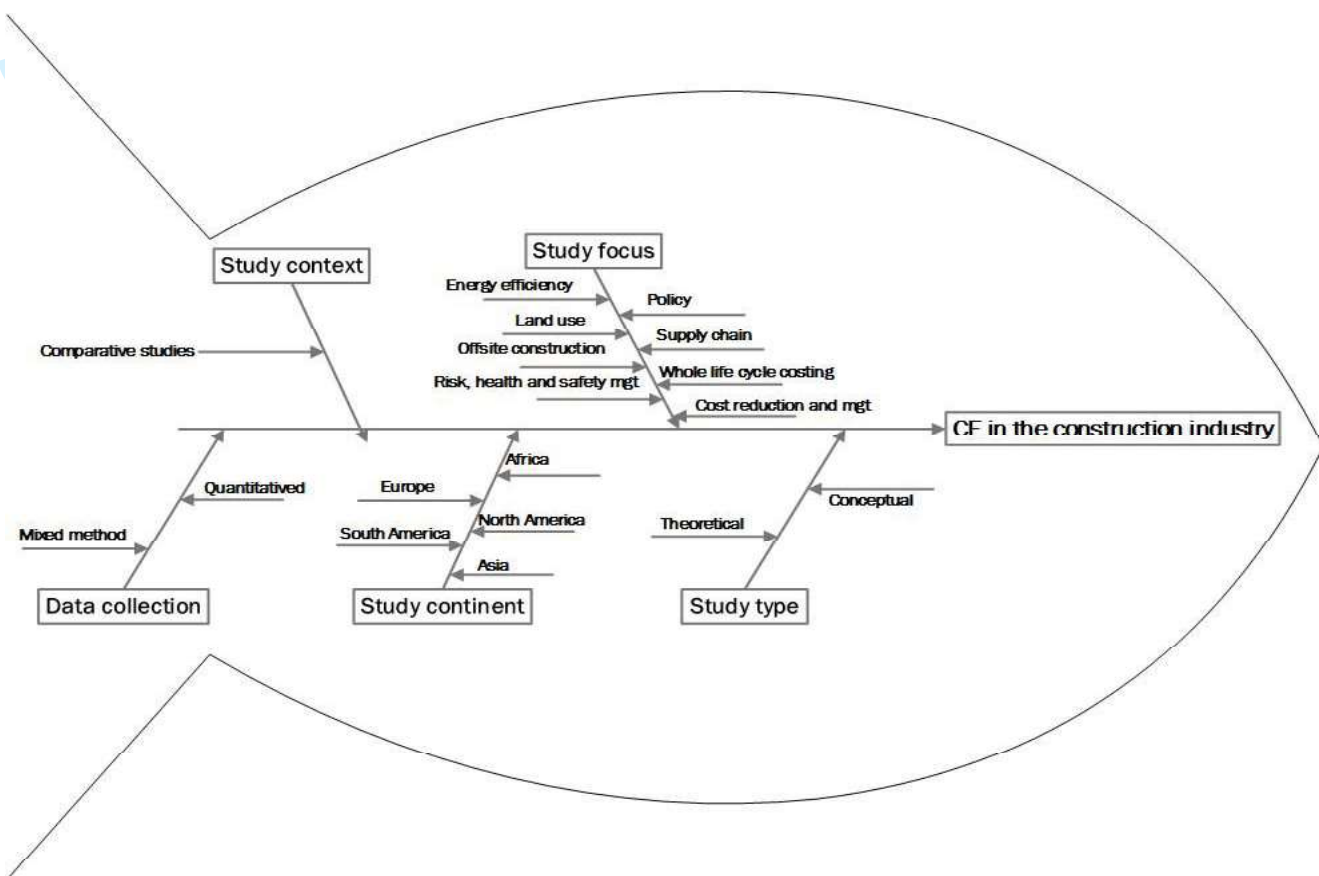 Study context
Study focus
Energy efficiency
Policy
Land use
Supply chain
Offsite construction
Comparative studies
Whole life cycle costing
Risk, health and safety mgt
Cost reduction and mgt
CE in the construction industry
Africa
Quantitatived
Europe
Conceptual
North America
Mixed method
South America
Theoretical
Asia
Data collection
Study continent
Study type